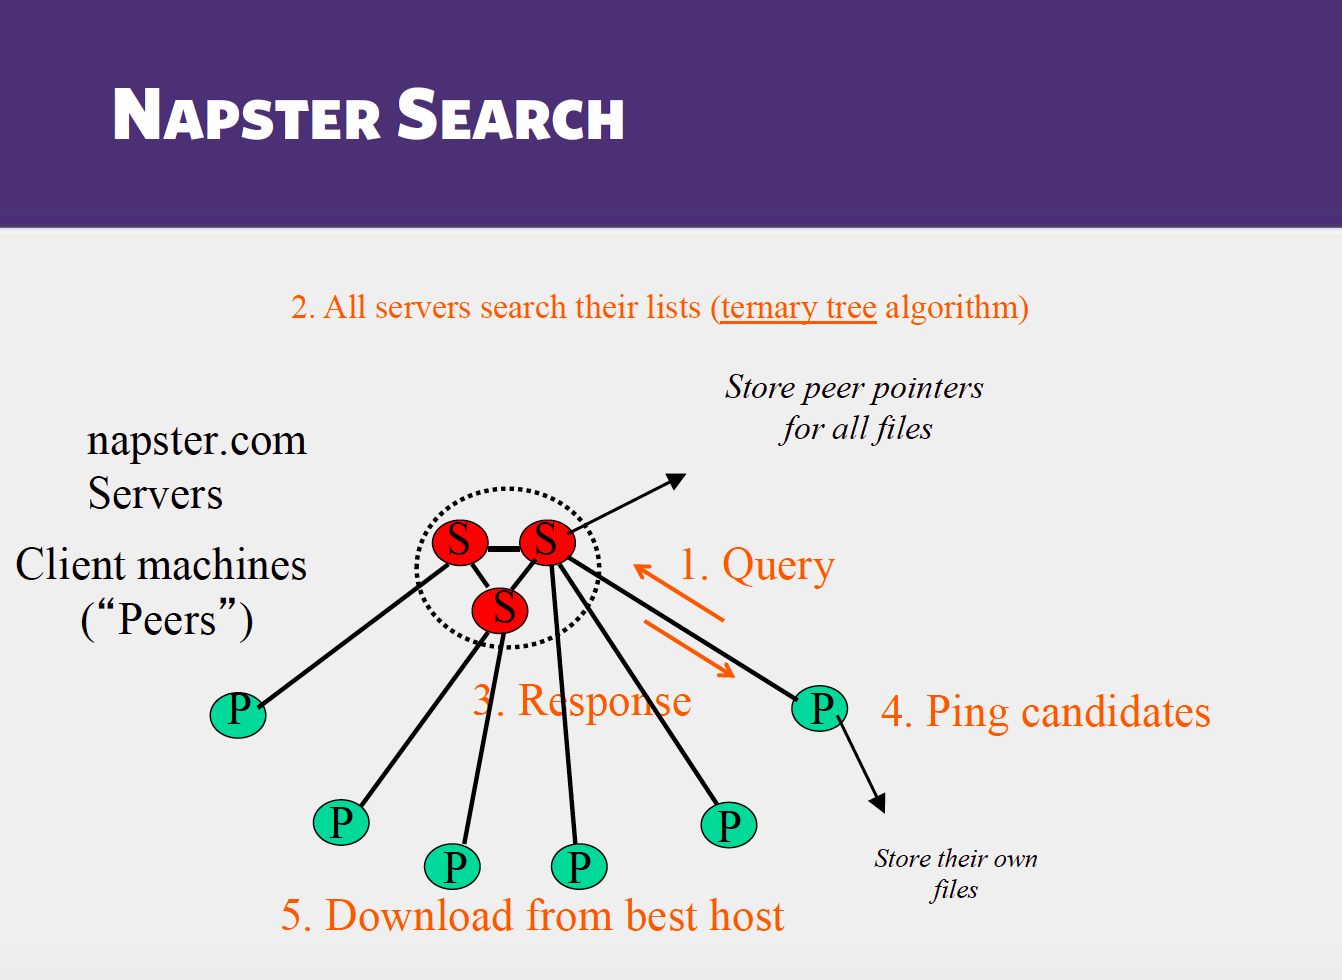 NAPSTER SEARCH
2. All servers search their lists (ternary tree algorithm)
Store peer pointers
for all files
napster.com
Servers
Client machines
(“Peers”)
S
S
S
1. Query
3. Response
P
P
4. Ping candidates
P
P
P
P
Store their own
files
5. Download from best host